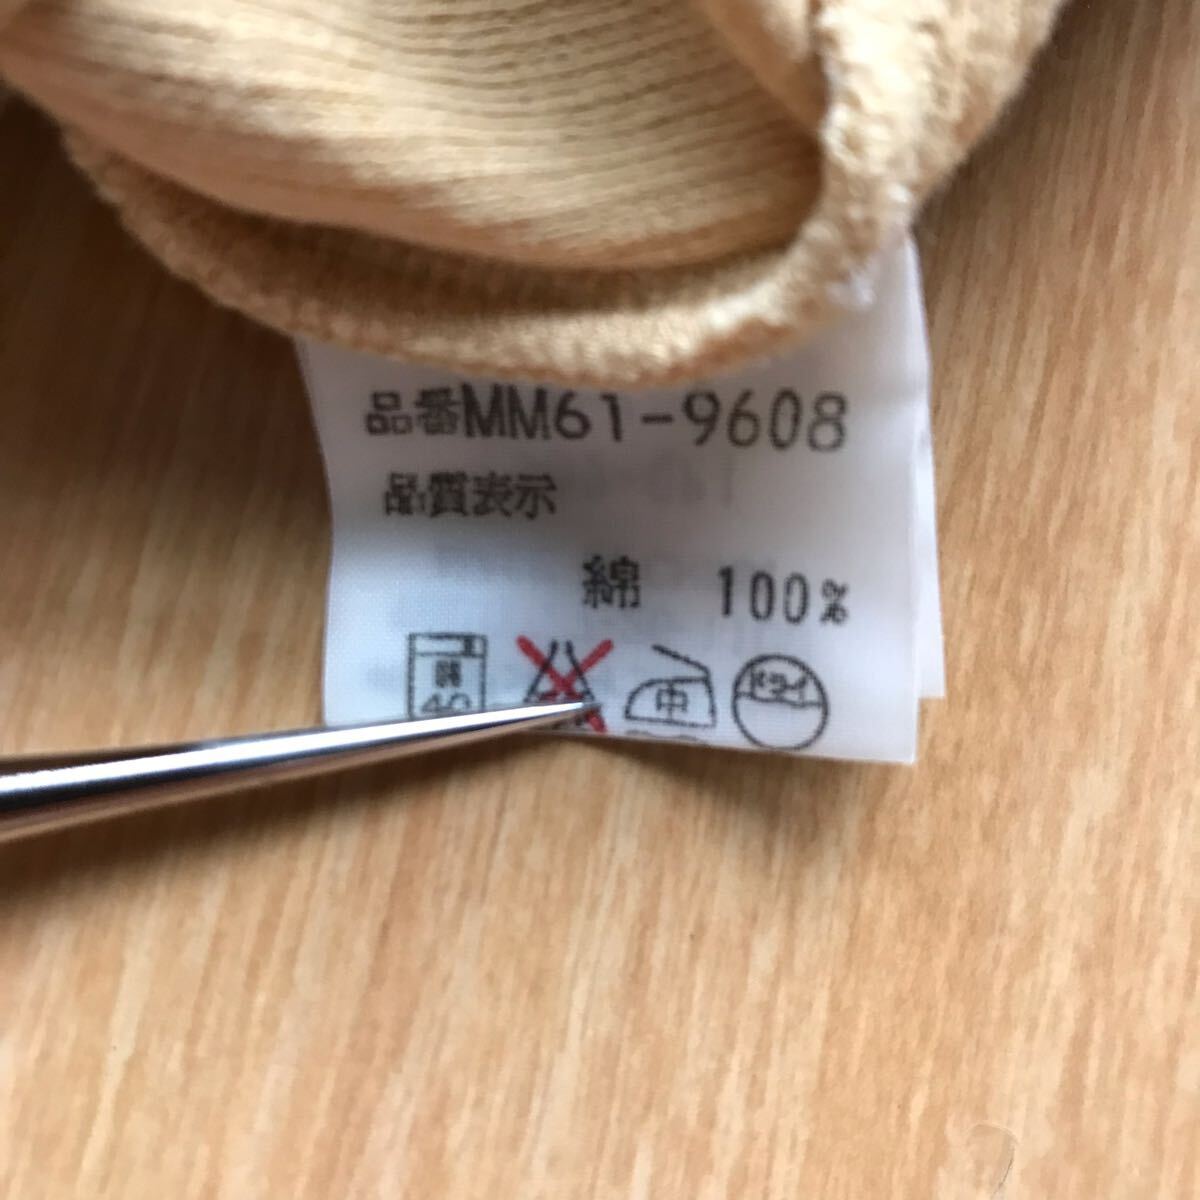 品番MM61-9608
品質表示
綿 100%
弱 40 中 ドライ